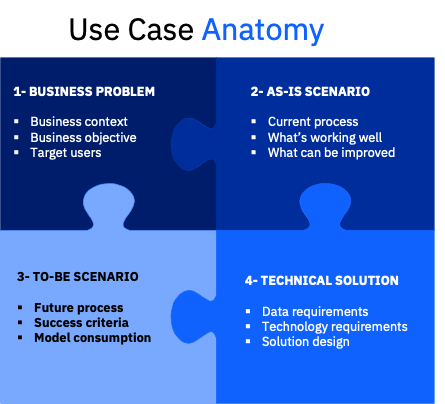 Use Case Anatomy
1- BUSINESS PROBLEM
▪ Business context
▪ Business objective
▪ Target users
2- AS-IS SCENARIO
▪ Current process
▪ What's working well
▪ What can be improved
3- TO-BE SCENARIO
▪ Future process
▪ Success criteria
▪ Model consumption
4- TECHNICAL SOLUTION
▪ Data requirements
▪ Technology requirements
▪ Solution design